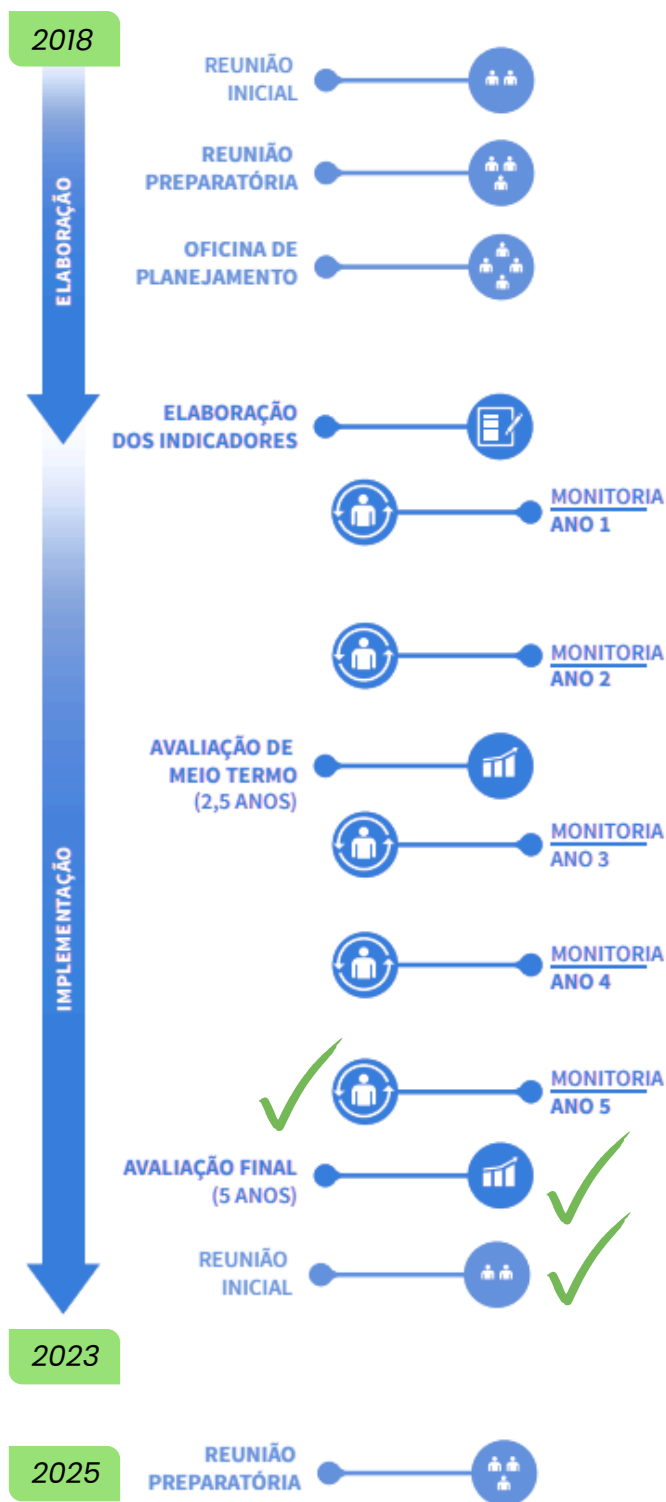 2018
REUNIÃO
INICIAL
REUNIÃO
PREPARATÓRIA
ELABORAÇÃO
OFICINA DE
PLANEJAMENTO
ELABORAÇÃO
DOS INDICADORES
MONITORIA
ANO 1
MONITORIA
ANO 2
AVALIAÇÃO DE
MEIO TERMO
(2,5 ANOS)
MONITORIA
ANO 3
IMPLEMENTAÇÃO
MONITORIA
ANO 4
MONITORIA
ANO 5
AVALIAÇÃO FINAL
(5 ANOS)
REUNIÃO
INICIAL
2023
2025
REUNIÃO
PREPARATÓRIA